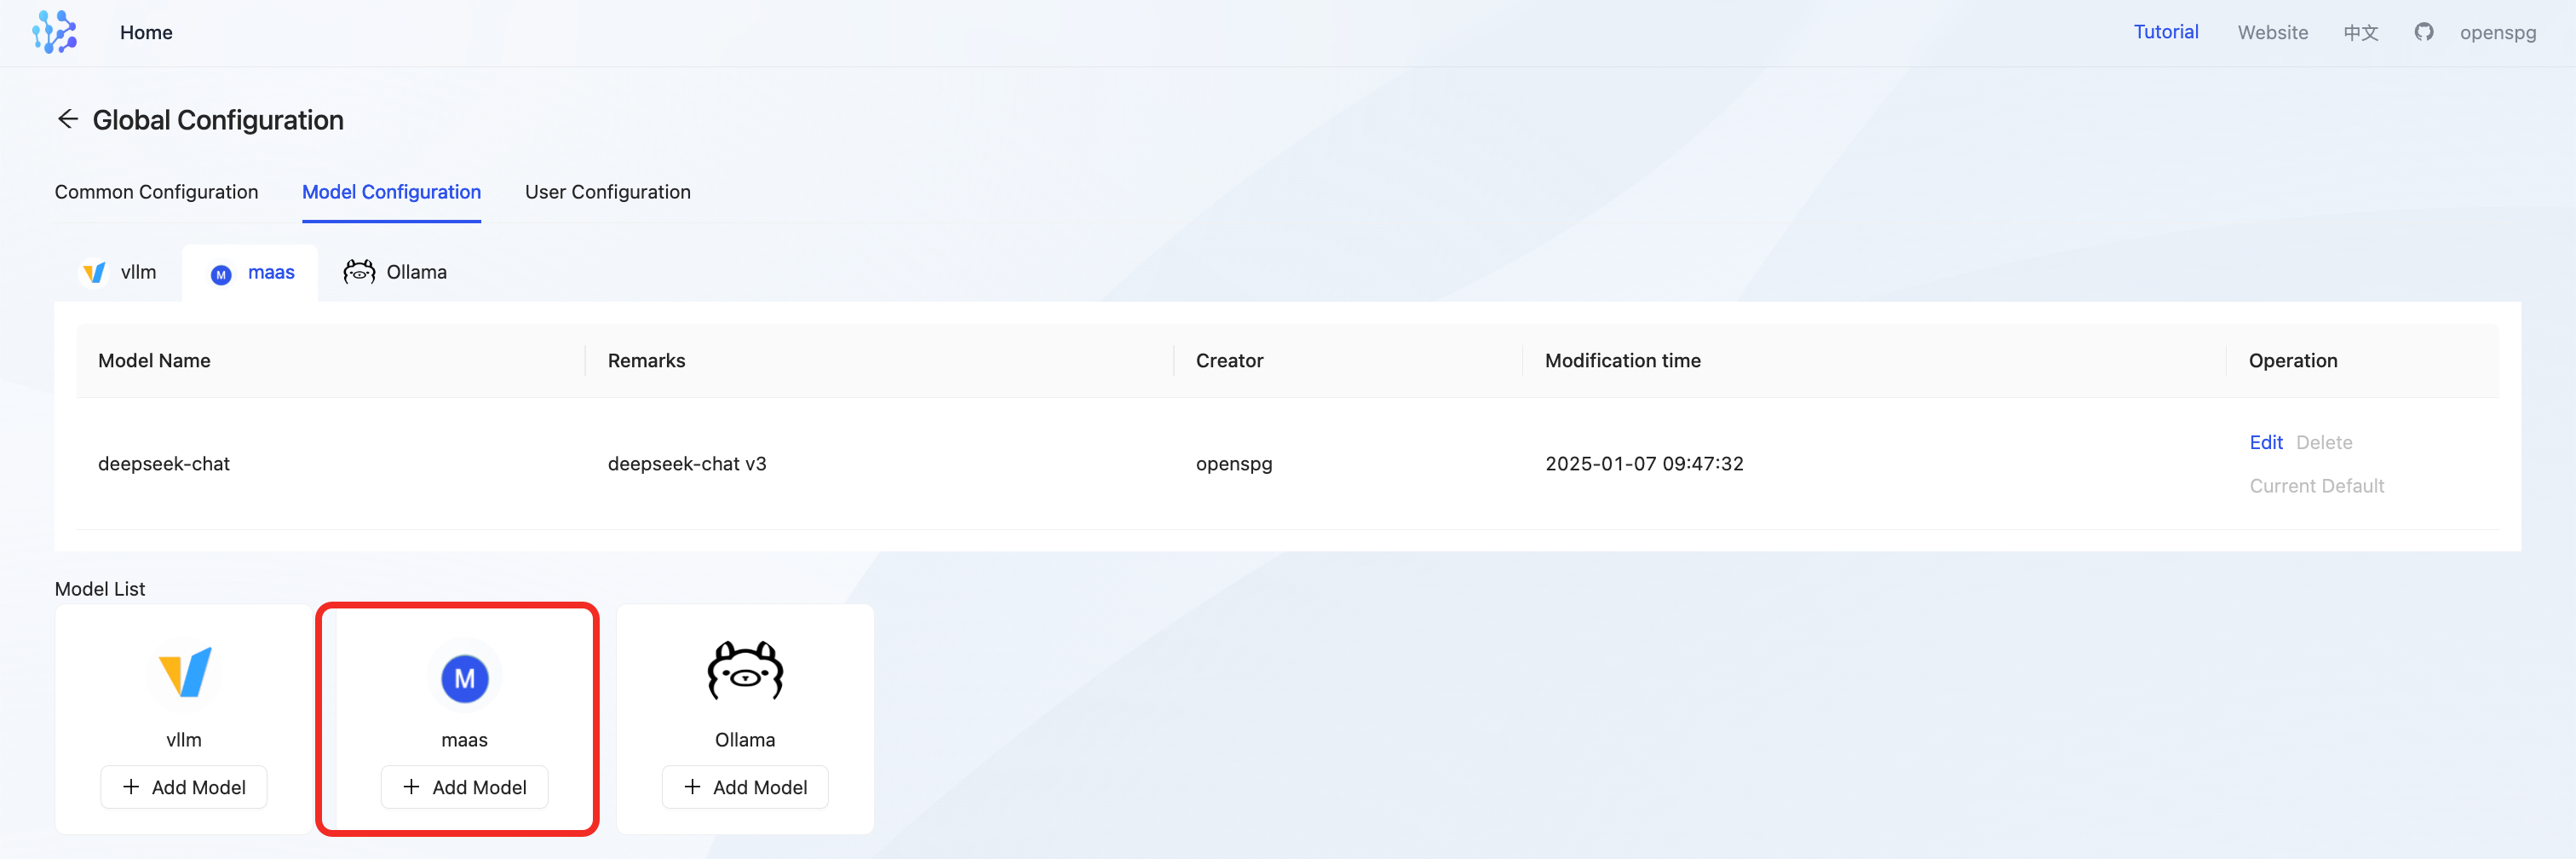 Home
Tutorial
Website
中文
openspg
Global Configuration
Common Configuration
Model Configuration
User Configuration
vllm
M
maas
Ollama
Model Name
Remarks
Creator
Modification time
Operation
deepseek-chat
deepseek-chat v3
openspg
2025-01-07 09:47:32
Edit
Delete
Current Default
Model List
M
vllm
maas
Ollama
+ Add Model
+ Add Model
+ Add Model